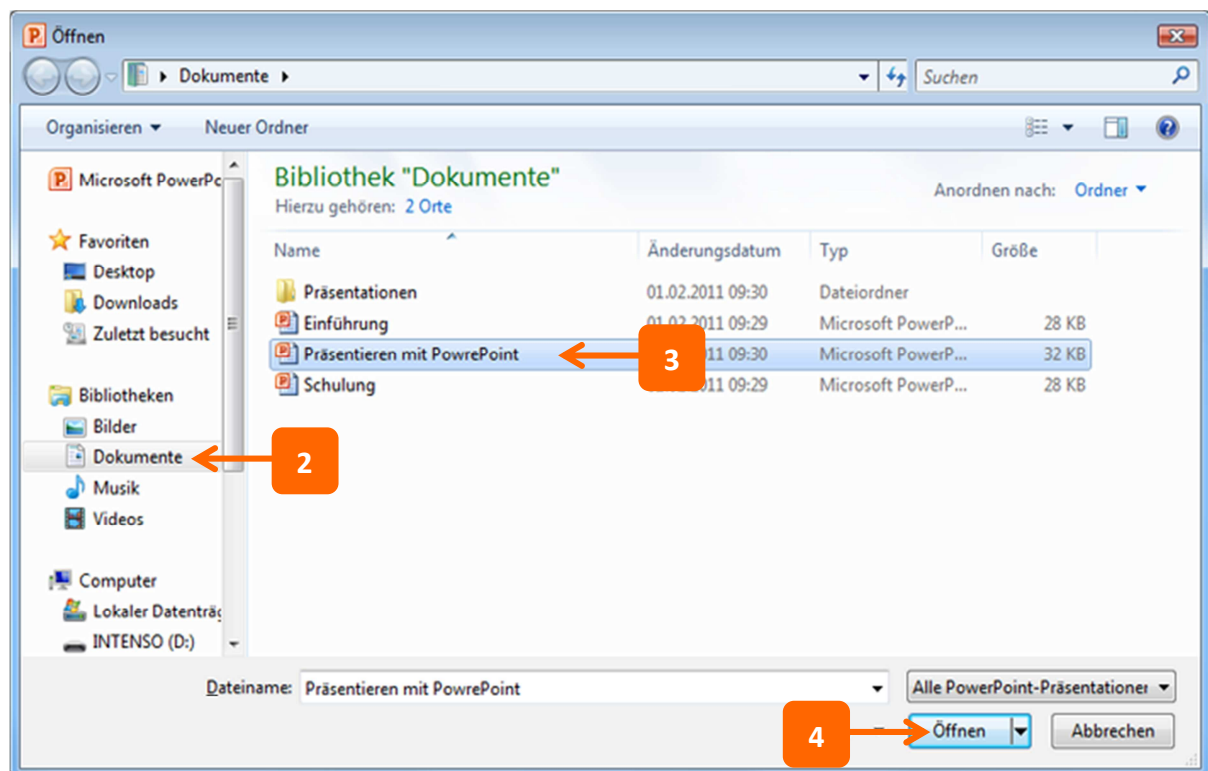 Öffnen
Dokumente
Suchen
Organisieren Neuer Ordner
Microsoft PowerPc
Bibliothek "Dokumente"
Hierzu gehören: 2 Orte
Anordnen nach: Ordner
Favoriten
Desktop
Downloads
Zuletzt besucht
Bibliotheken
Bilder
Dokumente
Musik
Videos
Computer
Lokaler Datenträg
INTENSO (D:)
Name Änderungsdatum Typ Größe
Präsentationen 01.02.2011 09:30 Dateiordner
Einführung 01.02.2011 09:29 Microsoft PowerP... 28 KB
Präsentieren mit PowrePoint 011 09:30 Microsoft PowerP... 32 KB
Schulung 2011 09:29 Microsoft PowerP... 28 KB
3
2
Dateiname: Präsentieren mit PowrePoint
Alle PowerPoint-Präsentationer
4
Öffnen
Abbrechen